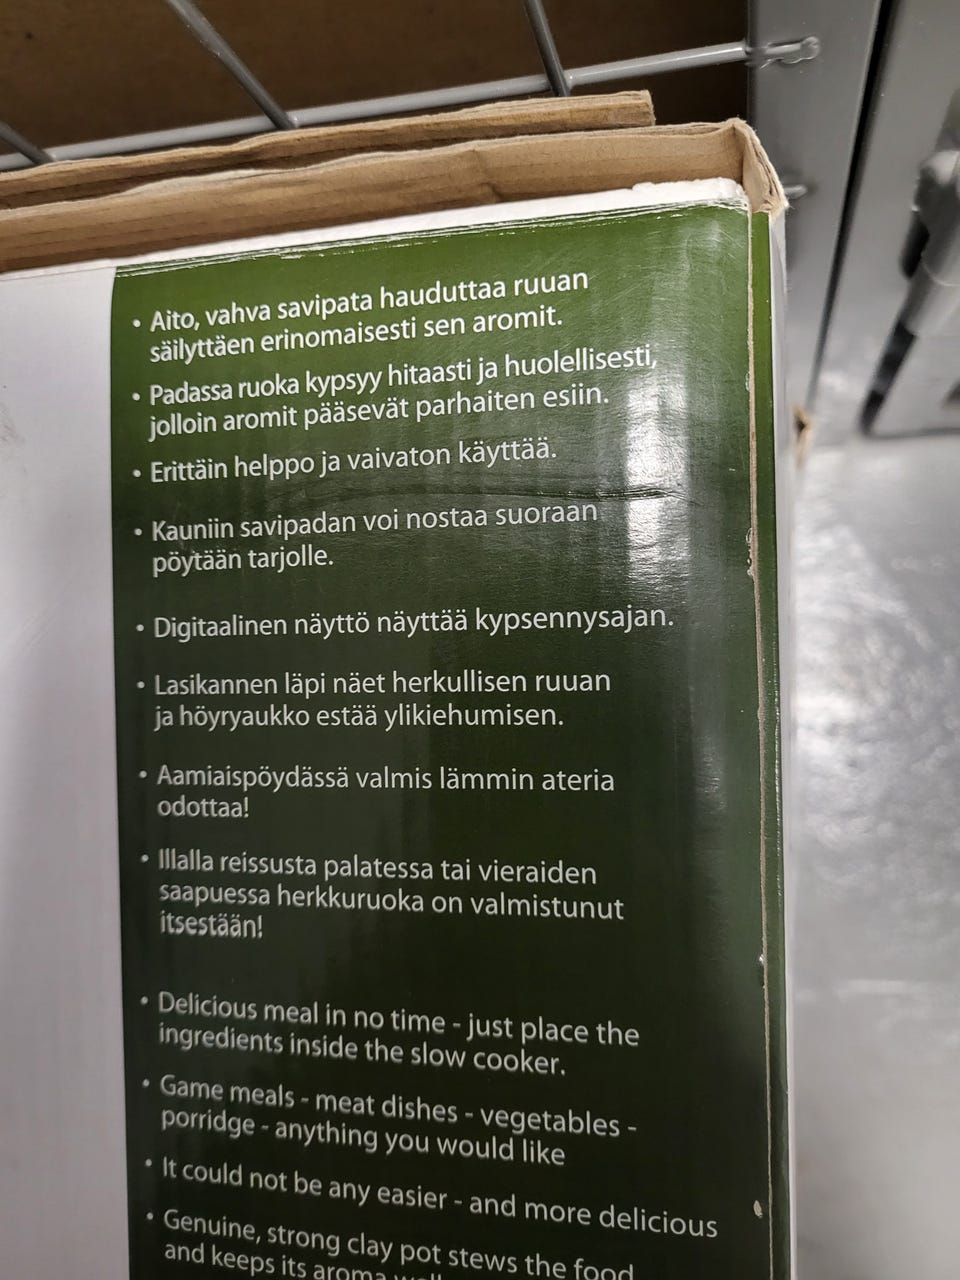 • Aito, vahva savipata hauduttaa ruuan
säilyttäen erinomaisesti sen aromit.
• Padassa ruoka kypsyy hitaasti ja huolellisesti,
jolloin aromit pääsevät parhaiten esiin.
• Erittäin helppo ja vaivaton käyttää.
• Kauniin savipadan voi nostaa suoraan
pöytään tarjolle.
• Digitaalinen näyttö näyttää kypsennysajan.
• Lasikannen läpi näet herkullisen ruuan
ja höyryaukko estää ylikiehumisen.
• Aamiaispöydässä valmis lämmin ateria
odottaa!
• Illalla reissusta palatessa tai vieraiden
saapuessa herkkuruoka on valmistunut
itsestään!
• Delicious meal in no time - just place the
ingredients inside the slow cooker.
• Game meals - meat dishes - vegetables -
porridge - anything you would like
• It could not be any easier - and more delicious
• Genuine, strong clay pot stews the food
and keeps its aroma